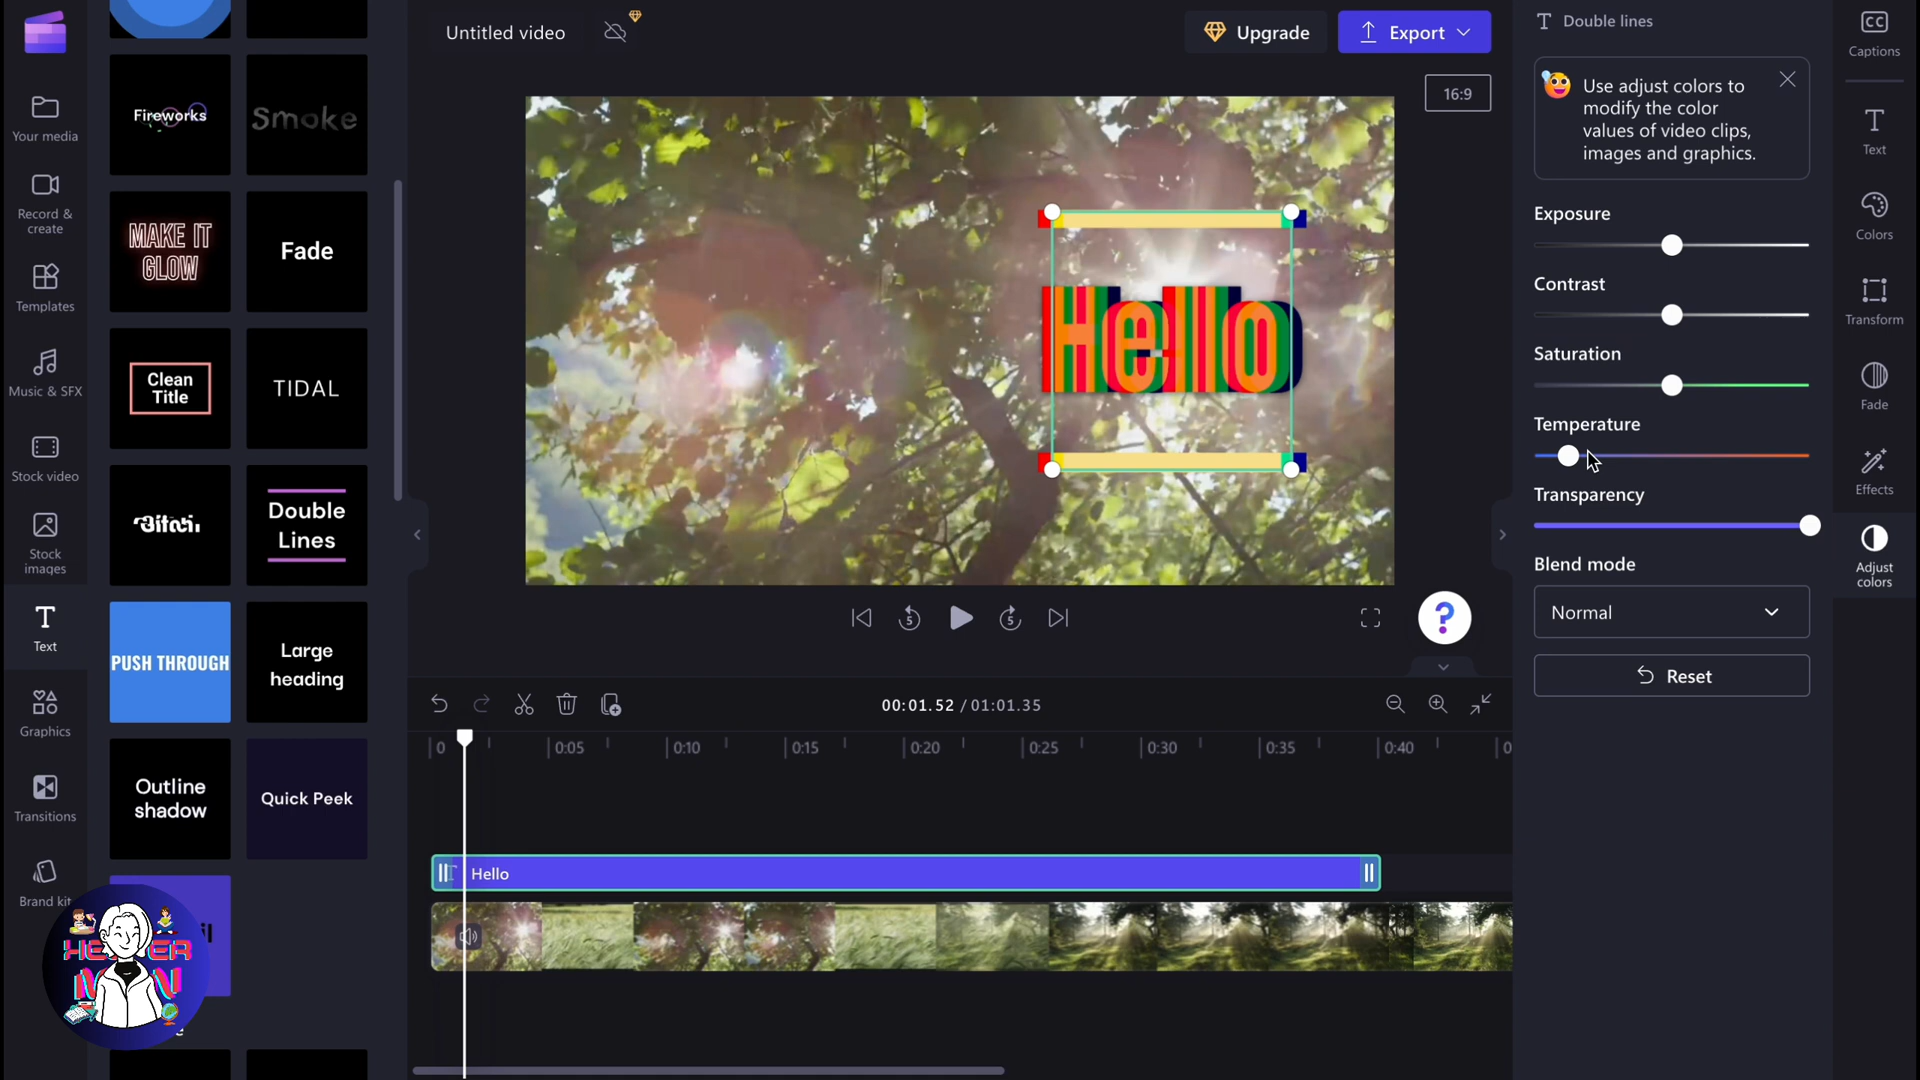 Untitled video
Upgrade
Export
16:9
Your media
Record &
create
Templates
Music & SFX
Stock video
Stock
images
Text
Graphics
Transitions
Brand kit
Fireworks
Smoke
MAKE IT
GLOW
Fade
Clean
Title
TIDAL
Glitch
Double
Lines
PUSH THROUGH
Large
heading
Outline
shadow
Quick Peek
Hello
5
5
?
00:01.52 / 01:01.35
0
0:05
0:10
0:15
0:20
0:25
0:30
0:35
0:40
Hello
Double lines
Use adjust colors to
modify the color
values of video clips,
images and graphics.
Exposure
Contrast
Saturation
Temperature
Transparency
Blend mode
Normal
Reset
CC
Captions
Text
Colors
Transform
Fade
Effects
Adjust
colors